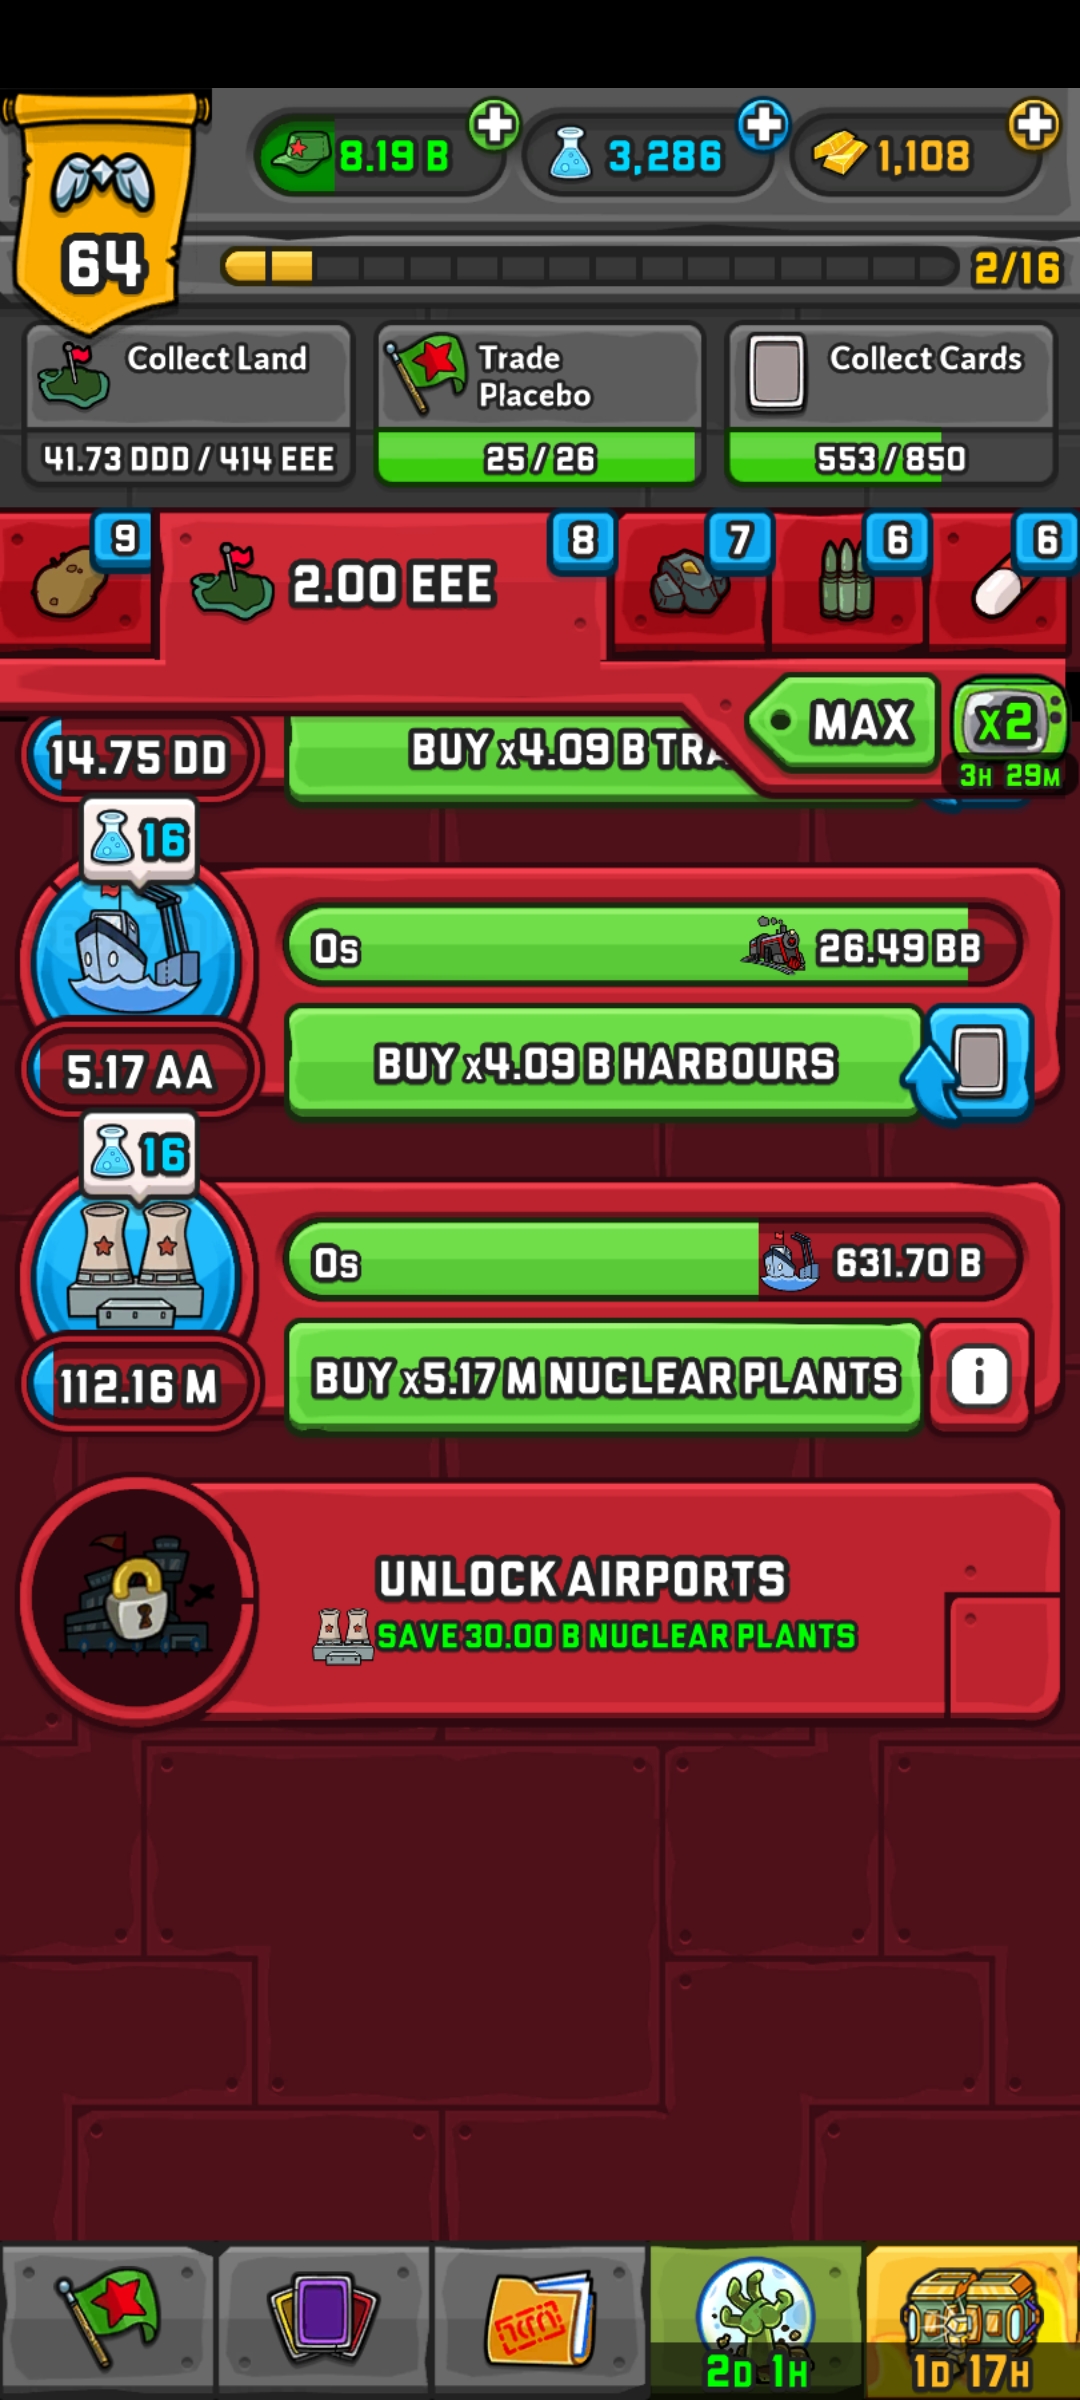 64
8.19 B
3,286
1,108
2/16
Collect Land
41.73 DDD / 414 EEE
Trade
Placebo
25 / 26
Collect Cards
553 / 850
9
2.00 EEE
8
7
6
6
MAX
x2
3H 29M
14.75 DD
BUY x4.09 B TRA
16
0s
26.49 BB
5.17 AA
BUY x4.09 B HARBOURS
16
0s
631.70 B
112.16 M
BUY x5.17 M NUCLEAR PLANTS
i
UNLOCK AIRPORTS
SAVE 30.00 B NUCLEAR PLANTS
2D 1H
1D 17H